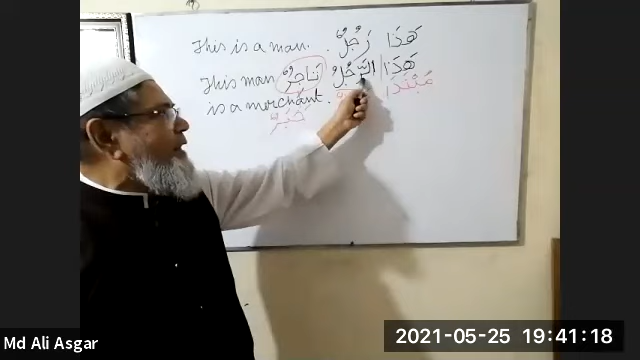 This is a man. هَذَا رَجُلٌ
This man تَاجِرٌ الرَّجُلُ هَذَا
is a merchant. مُبْتَدَا
خَبَرٌ
Md Ali Asgar
2021-05-25 19:41:18